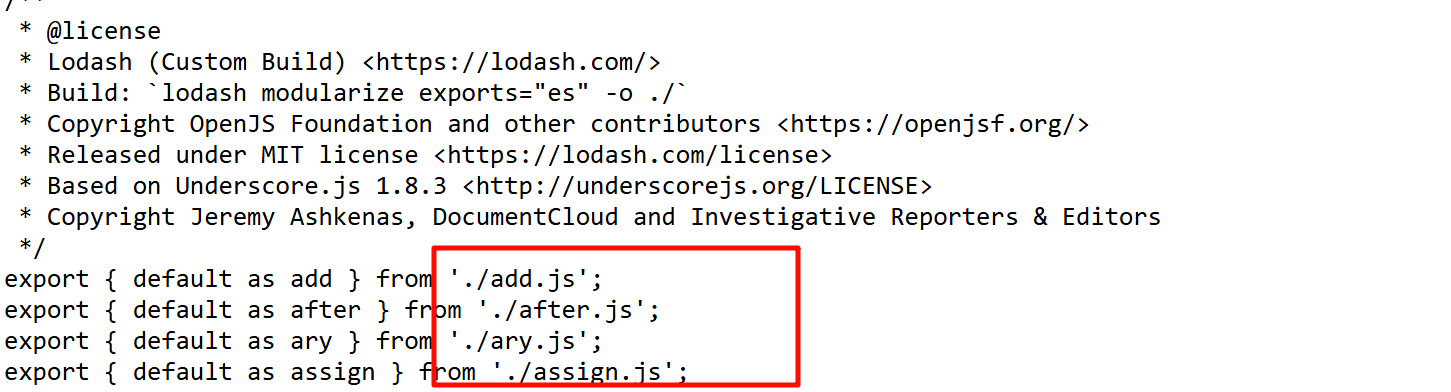 /**
* @license
* Lodash (Custom Build) <https://lodash.com/>
* Build: `lodash modularize exports="es" -o ./`
* Copyright OpenJS Foundation and other contributors <https://openjsf.org/>
* Released under MIT license <https://lodash.com/license>
* Based on Underscore.js 1.8.3 <http://underscorejs.org/LICENSE>
* Copyright Jeremy Ashkenas, DocumentCloud and Investigative Reporters & Editors
*/
export { default as add } from './add.js';
export { default as after } from './after.js';
export { default as ary } from './ary.js';
export { default as assign } from './assign.js';